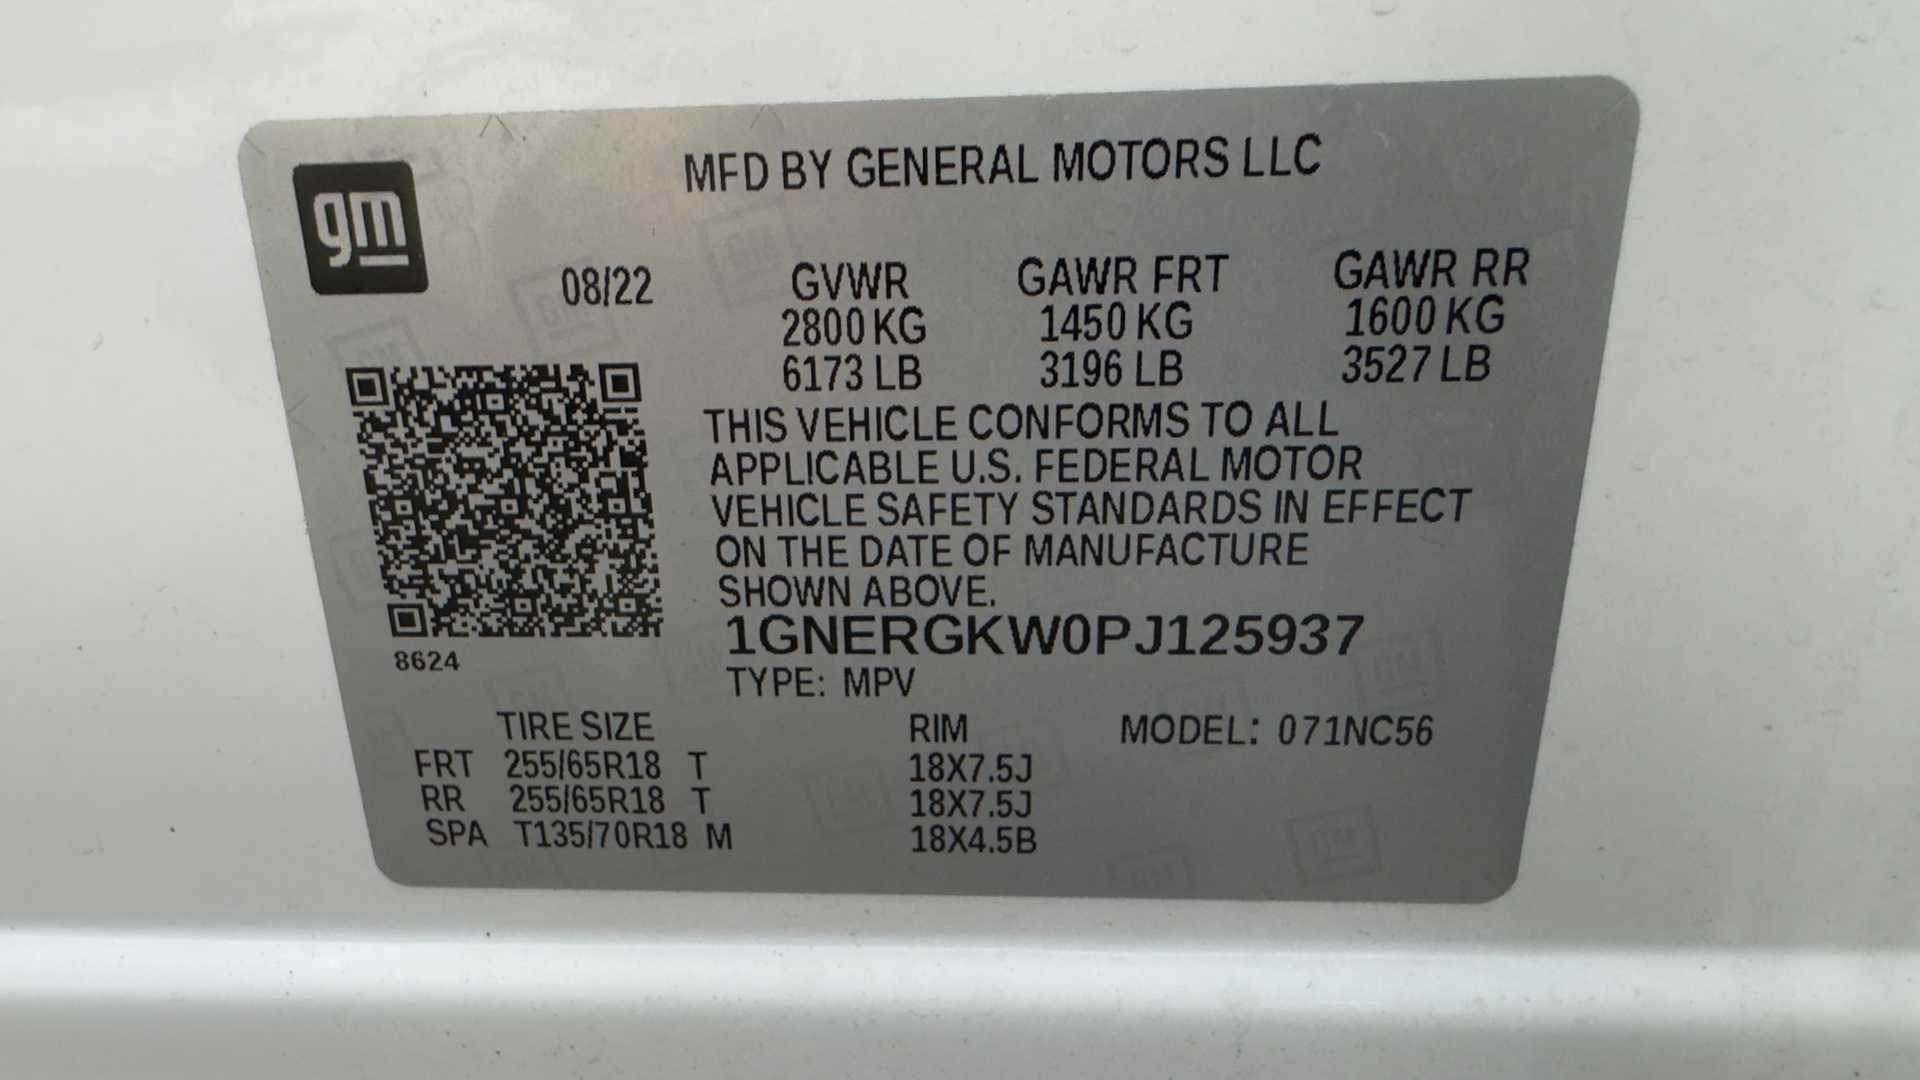 MFD BY GENERAL MOTORS LLC
gm
08/22
GVWR GAWR FRT GAWR RR
2800 KG 1450 KG 1600 KG
6173 LB 3196 LB 3527 LB
THIS VEHICLE CONFORMS TO ALL
APPLICABLE U.S. FEDERAL MOTOR
VEHICLE SAFETY STANDARDS IN EFFECT
ON THE DATE OF MANUFACTURE
SHOWN ABOVE.
1GNERGKW0PJ125937
8624
TYPE: MPV
TIRE SIZE RIM MODEL: 071NC56
FRT 255/65R18 T 18X7.5J
RR 255/65R18 T 18X7.5J
SPA T135/70R18 M 18X4.5B